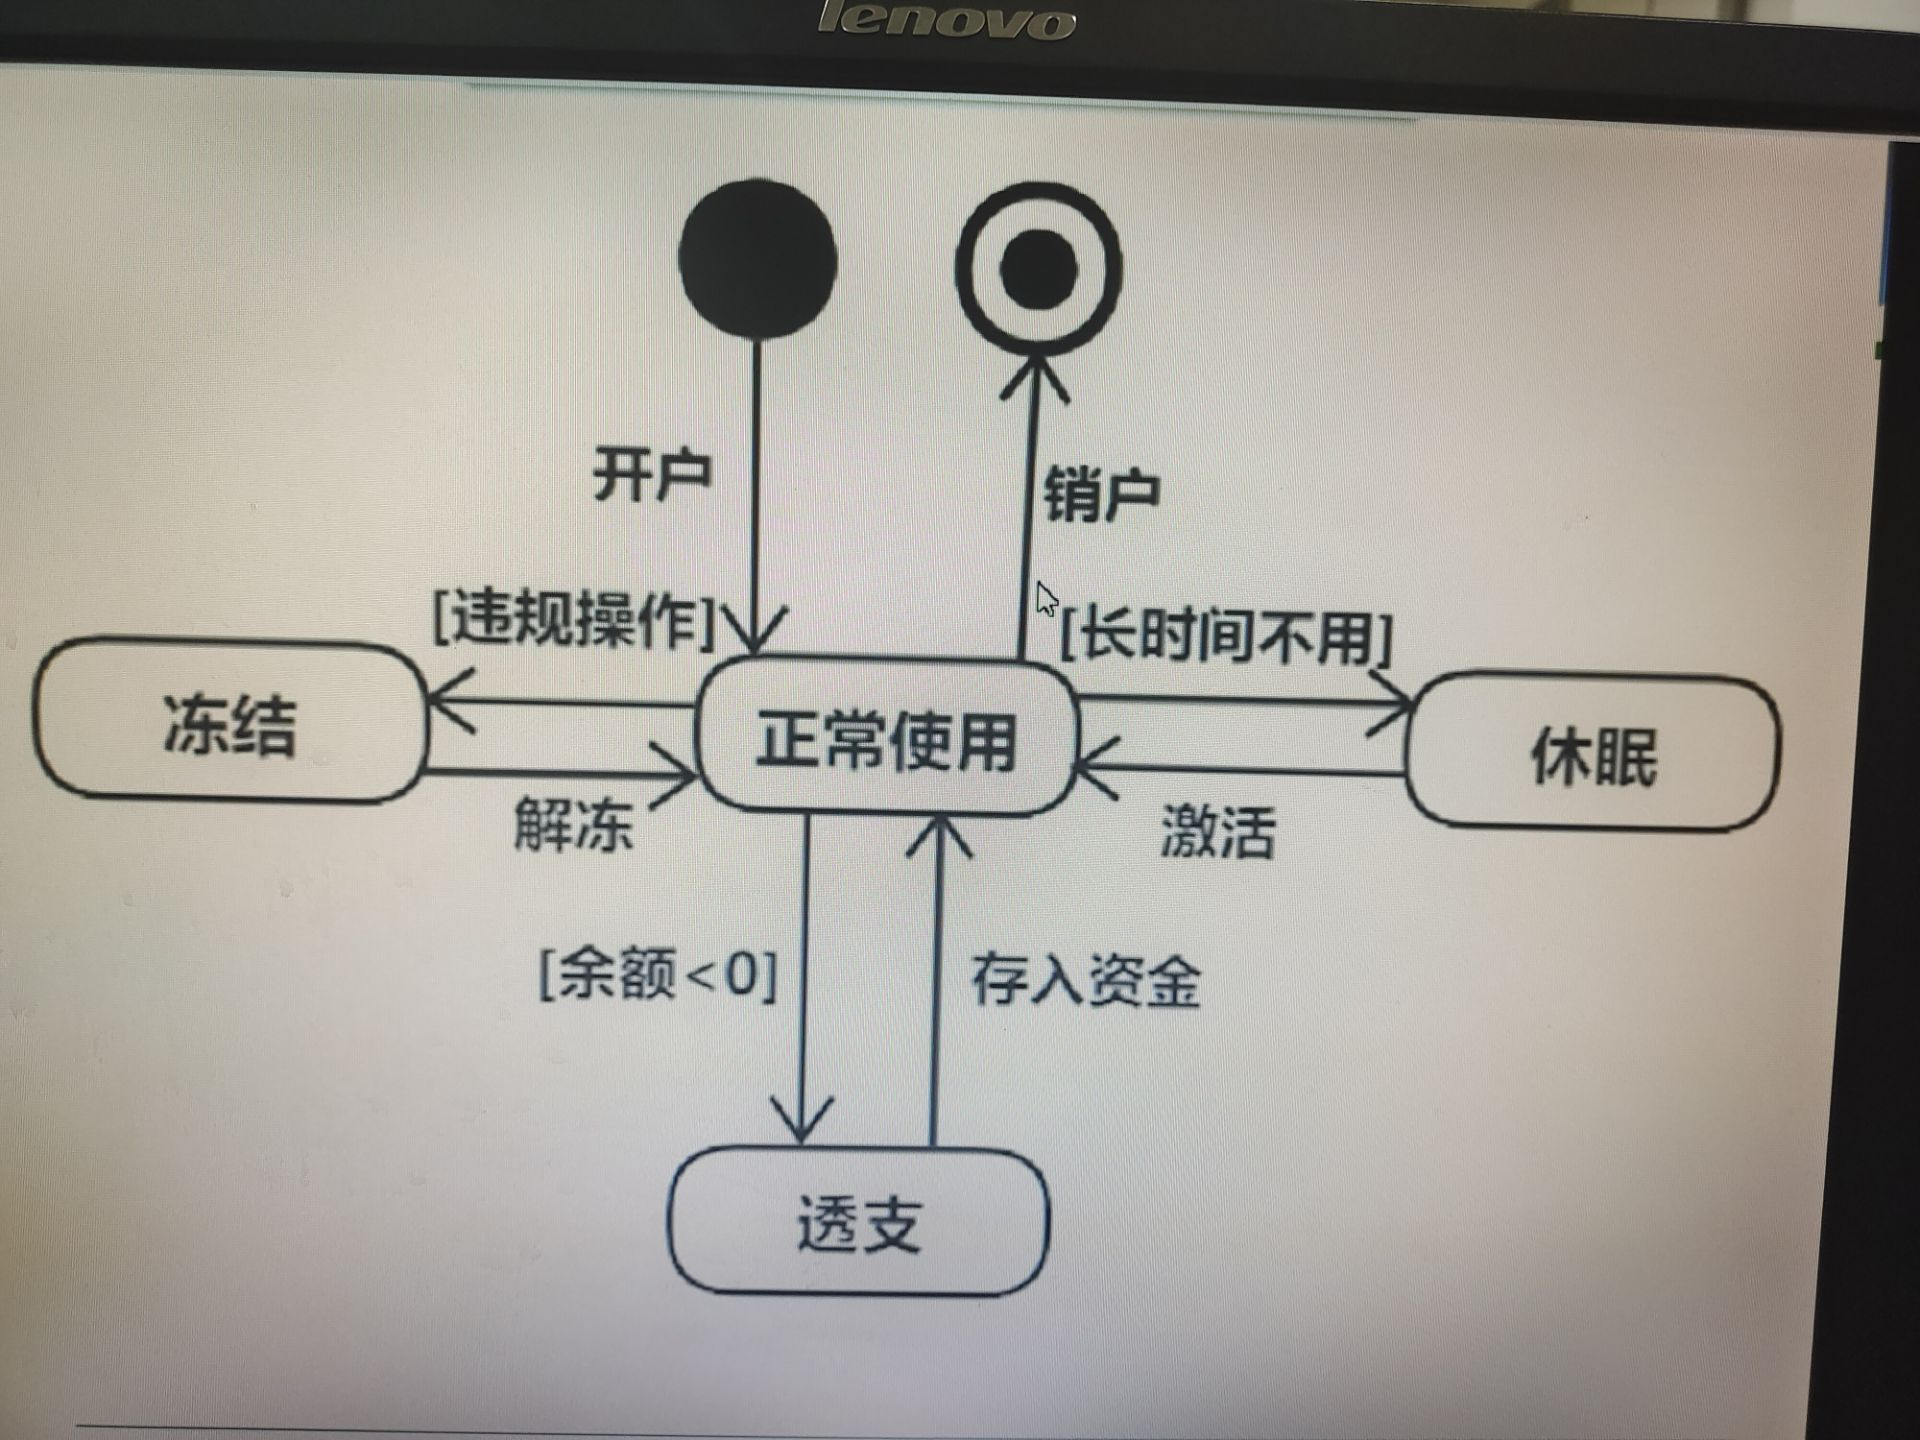 lenovo
开户
销户
[违规操作]
[长时间不用]
冻结
正常使用
休眠
解冻
激活
[余额<0]
存入资金
透支